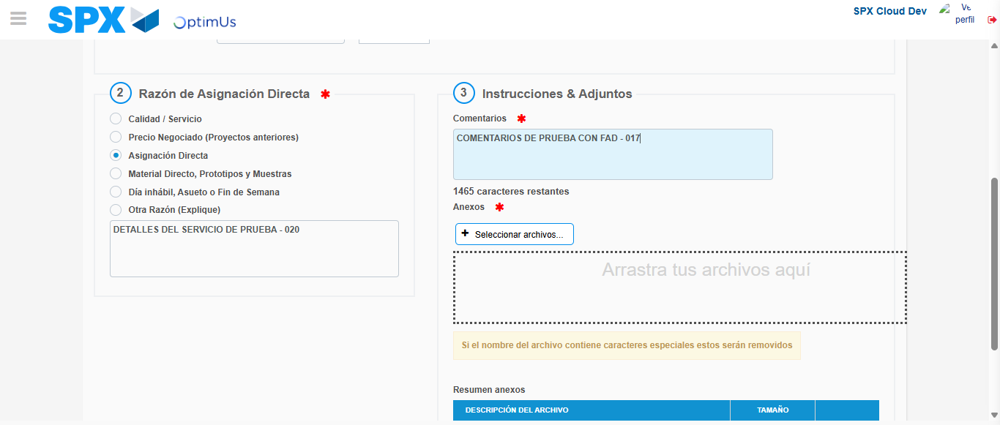 SPX
OptimUs
SPX Cloud Dev
Ve
perfil
2
Razón de Asignación Directa *
Calidad / Servicio
Precio Negociado (Proyectos anteriores)
Asignación Directa
Material Directo, Prototipos y Muestras
Día inhábil, Asueto o Fin de Semana
Otra Razón (Explique)
DETALLES DEL SERVICIO DE PRUEBA - 020
3
Instrucciones & Adjuntos
Comentarios *
COMENTARIOS DE PRUEBA CON FAD - 017
1465 caracteres restantes
Anexos *
+ Seleccionar archivos...
Arrastra tus archivos aquí
Si el nombre del archivo contiene caracteres especiales estos serán removidos
Resumen anexos
DESCRIPCIÓN DEL ARCHIVO TAMAÑO